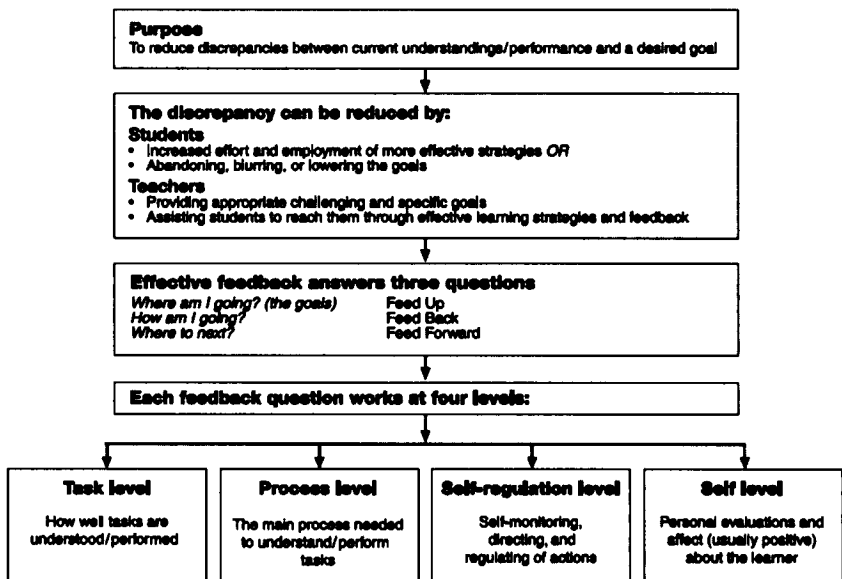 Purpose
To reduce discrepancies between current understandings/performance and a desired goal
The discrepancy can be reduced by:
Students
• Increased effort and employment of more effective strategies OR
• Abandoning, blurring, or lowering the goals
Teachers
• Providing appropriate challenging and specific goals
• Assisting students to reach them through effective learning strategies and feedback
Effective feedback answers three questions
Where am I going? (the goals) Feed Up
How am I going? Feed Back
Where to next? Feed Forward
Each feedback question works at four levels:
Task level
How well tasks are
understood/performed
Process level
The main process needed
to understand/perform
tasks
Self-regulation level
Self-monitoring,
directing, and
regulating of actions
Self level
Personal evaluations and
affect (usually positive)
about the learner